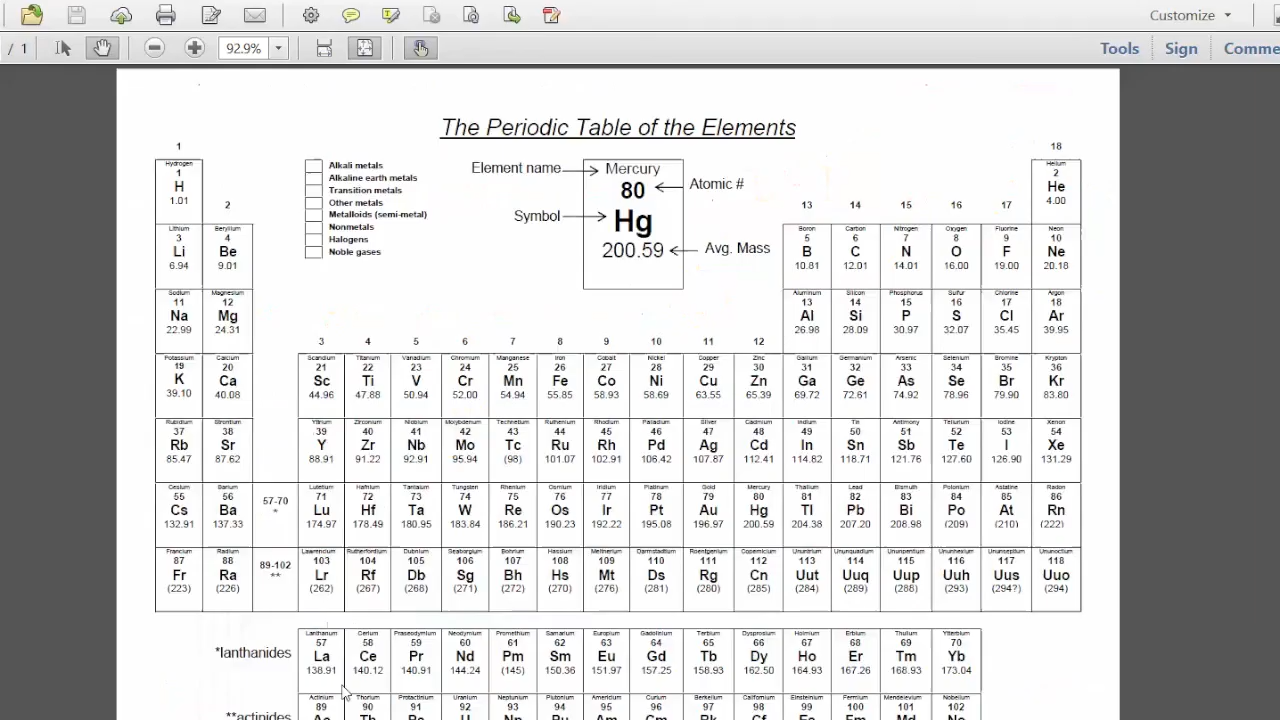 Customize
/ 1
92.9%
Tools
Sign
Comme
The Periodic Table of the Elements
1
18
Hydrogen
1
H
1.01
Alkali metals
Alkaline earth metals
Transition metals
Other metals
Metalloids (semi-metal)
Nonmetals
Halogens
Noble gases
Element name
Mercury
80
Atomic #
Symbol
Hg
200.59
Avg. Mass
Helium
2
He
4.00
2 13 14 15 16 17
Lithium Beryllium Boron Carbon Nitrogen Oxygen Fluorine Neon
3 4 5 6 7 8 9 10
Li Be B C N O F Ne
6.94 9.01 10.81 12.01 14.01 16.00 19.00 20.18
Sodium Magnesium Aluminum Silicon Phosphorus Sulfur Chlorine Argon
11 12 13 14 15 16 17 18
Na Mg Al Si P S Cl Ar
22.99 24.31 26.98 28.09 30.97 32.07 35.45 39.95
3 4 5 6 7 8 9 10 11 12
Potassium Calcium Scandium Titanium Vanadium Chromium Manganese Iron Cobalt Nickel Copper Zinc Gallium Germanium Arsenic Selenium Bromine Krypton
19 20 21 22 23 24 25 26 27 28 29 30 31 32 33 34 35 36
K Ca Sc Ti V Cr Mn Fe Co Ni Cu Zn Ga Ge As Se Br Kr
39.10 40.08 44.96 47.88 50.94 52.00 54.94 55.85 58.93 58.69 63.55 65.39 69.72 72.61 74.92 78.96 79.90 83.80
Rubidium Strontium Yttrium Zirconium Niobium Molybdenum Technetium Ruthenium Rhodium Palladium Silver Cadmium Indium Tin Antimony Tellurium Iodine Xenon
37 38 39 40 41 42 43 44 45 46 47 48 49 50 51 52 53 54
Rb Sr Y Zr Nb Mo Tc Ru Rh Pd Ag Cd In Sn Sb Te I Xe
85.47 87.62 88.91 91.22 92.91 95.94 (98) 101.07 102.91 106.42 107.87 112.41 114.82 118.71 121.76 127.60 126.90 131.29
Cesium Barium Lutetium Hafnium Tantalum Tungsten Rhenium Osmium Iridium Platinum Gold Mercury Thallium Lead Bismuth Polonium Astatine Radon
55 56 57-70 71 72 73 74 75 76 77 78 79 80 81 82 83 84 85 86
Cs Ba * Lu Hf Ta W Re Os Ir Pt Au Hg Tl Pb Bi Po At Rn
132.91 137.33 174.97 178.49 180.95 183.84 186.21 190.23 192.22 195.08 196.97 200.59 204.38 207.20 208.98 (209) (210) (222)
Francium Radium Lawrencium Rutherfordium Dubnium Seaborgium Bohrium Hassium Meitnerium Darmstadtium Roentgenium Copernicium Ununtrium Ununquadium Ununpentium Ununhexium Ununseptium Ununoctium
87 88 89-102 103 104 105 106 107 108 109 110 111 112 113 114 115 116 117 118
Fr Ra ** Lr Rf Db Sg Bh Hs Mt Ds Rg Cn Uut Uuq Uup Uuh Uus Uuo
(223) (226) (262) (267) (268) (271) (272) (270) (276) (281) (280) (285) (284) (289) (288) (293) (294?) (294)
Lanthanum Cerium Praseodymium Neodymium Promethium Samarium Europium Gadolinium Terbium Dysprosium Holmium Erbium Thulium Ytterbium
57 58 59 60 61 62 63 64 65 66 67 68 69 70
*lanthanides La Ce Pr Nd Pm Sm Eu Gd Tb Dy Ho Er Tm Yb
138.91 140.12 140.91 144.24 (145) 150.36 151.97 157.25 158.93 162.50 164.93 167.26 168.93 173.04
Actinium Thorium Protactinium Uranium Neptunium Plutonium Americium Curium Berkelium Californium Einsteinium Fermium Mendelevium Nobelium
89 90 91 92 93 94 95 96 97 98 99 100 101 102
**actinides Ac Th Pa U Np Pu Am Cm Bk Cf Es Fm Md No